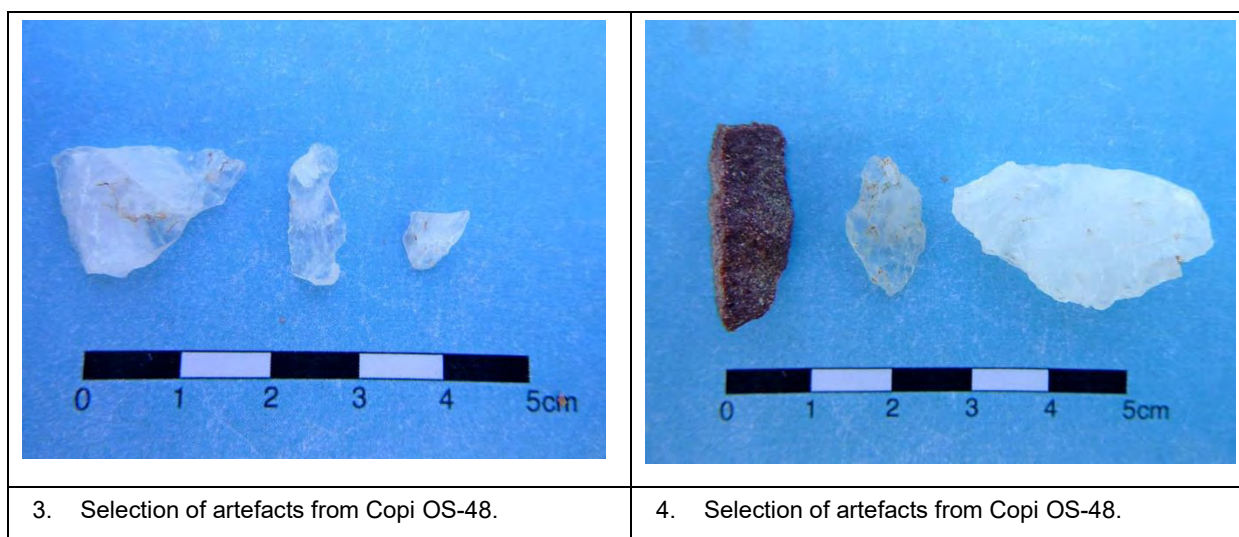 0 1 2 3 4 5cm
0 1 2 3 4 5cm
3. Selection of artefacts from Copi OS-48.
4. Selection of artefacts from Copi OS-48.